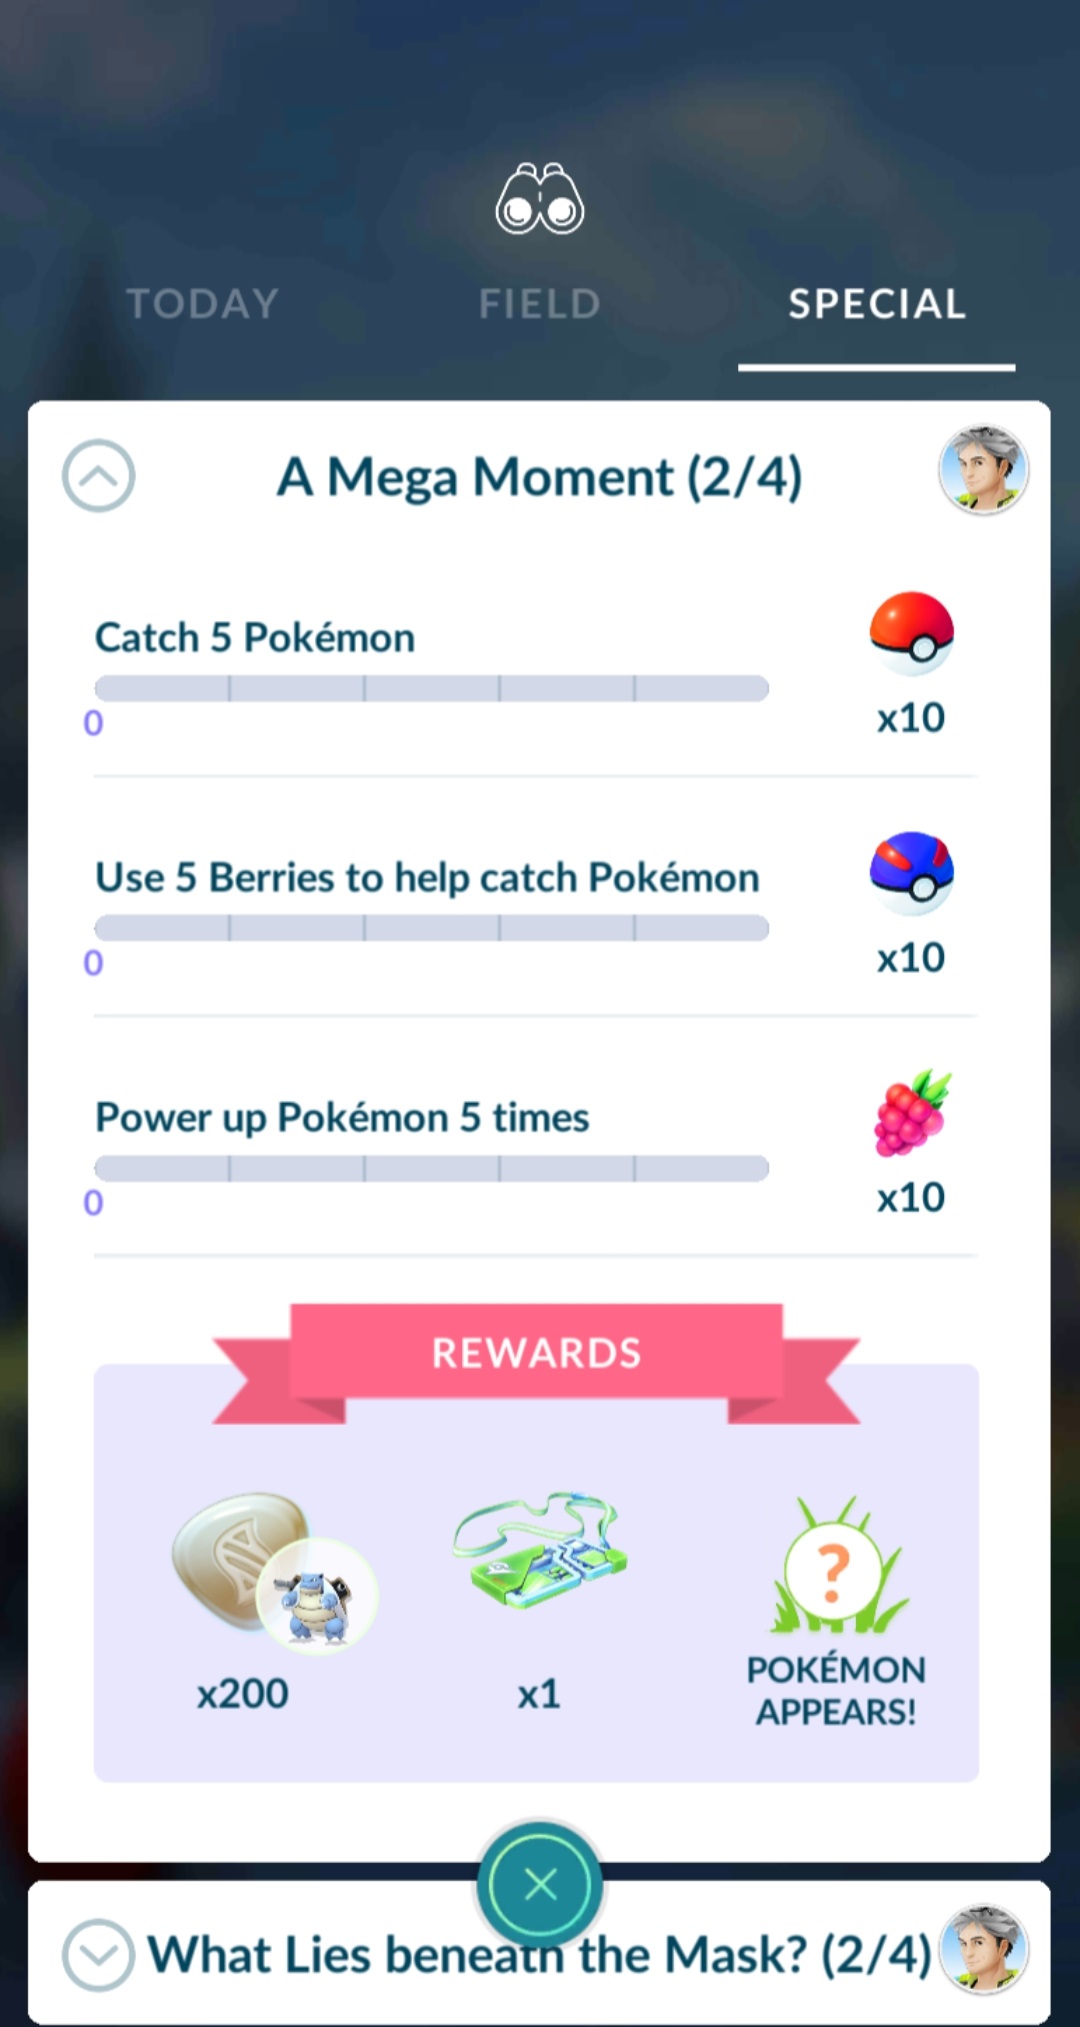 TODAY
FIELD
SPECIAL
A Mega Moment (2/4)
Catch 5 Pokémon
0
x10
Use 5 Berries to help catch Pokémon
0
x10
Power up Pokémon 5 times
0
x10
REWARDS
x200
x1
?
POKÉMON
APPEARS!
What Lies beneath the Mask? (2/4)